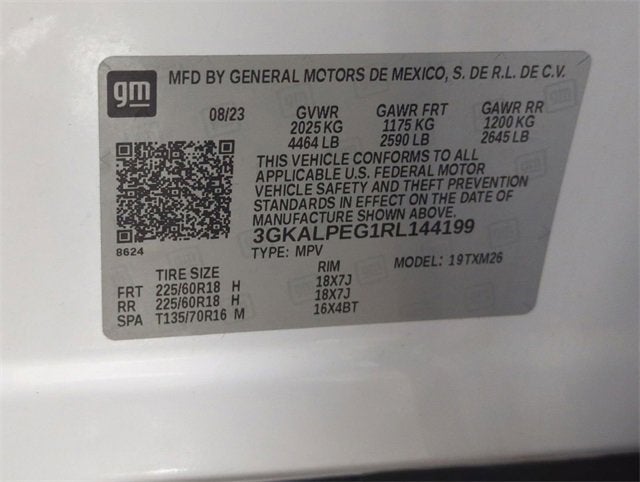 gm
MFD BY GENERAL MOTORS DE MEXICO, S. DE R.L. DE C.V.
08/23 GVWR GAWR FRT GAWR RR
2025 KG 1175 KG 1200 KG
4464 LB 2590 LB 2645 LB
THIS VEHICLE CONFORMS TO ALL
APPLICABLE U.S. FEDERAL MOTOR
VEHICLE SAFETY AND THEFT PREVENTION
STANDARDS IN EFFECT ON THE DATE OF
MANUFACTURE SHOWN ABOVE.
8624
3GKALPEG1RL144199
TYPE: MPV MODEL: 19TXM26
TIRE SIZE RIM
FRT 225/60R18 H 18X7J
RR 225/60R18 H 18X7J
SPA T135/70R16 M 16X4BT